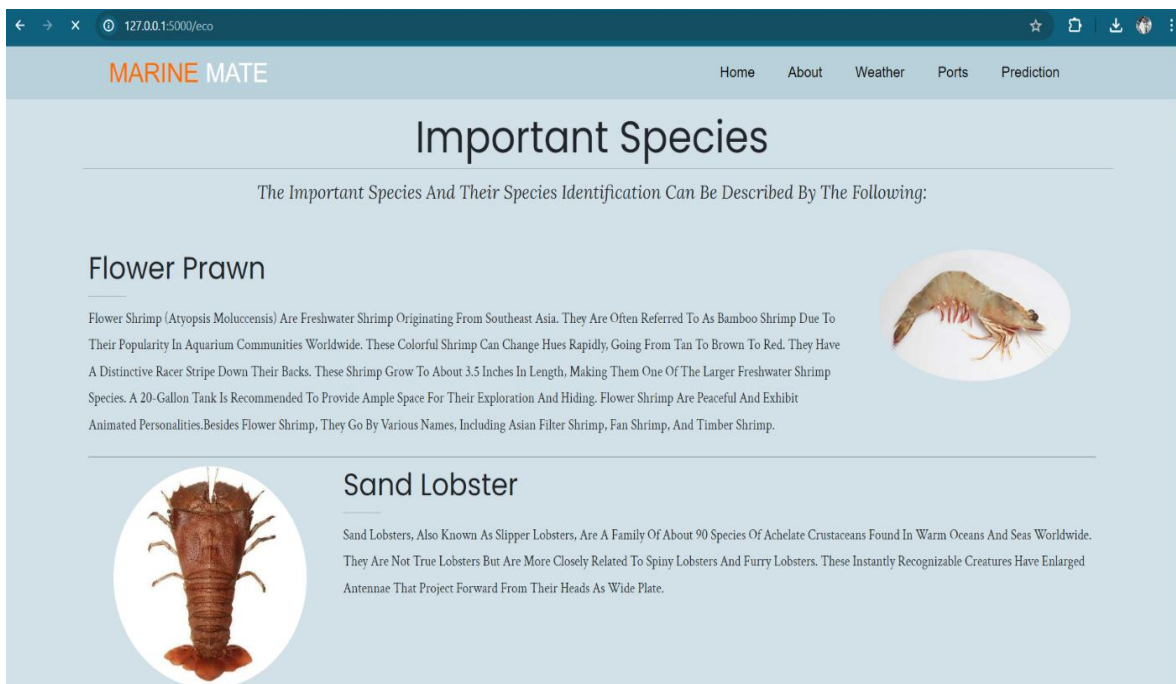 127.0.0.1:5000/eco
MARINE MATE
Home About Weather Ports Prediction
Important Species
The Important Species And Their Species Identification Can Be Described By The Following:
Flower Prawn
Flower Shrimp (Atyopsis Moluccensis) Are Freshwater Shrimp Originating From Southeast Asia. They Are Often Referred To As Bamboo Shrimp Due To
Their Popularity In Aquarium Communities Worldwide. These Colorful Shrimp Can Change Hues Rapidly, Going From Tan To Brown To Red. They Have
A Distinctive Racer Stripe Down Their Backs. These Shrimp Grow To About 3.5 Inches In Length, Making Them One Of The Larger Freshwater Shrimp
Species. A 20-Gallon Tank Is Recommended To Provide Ample Space For Their Exploration And Hiding. Flower Shrimp Are Peaceful And Exhibit
Animated Personalities.Besides Flower Shrimp, They Go By Various Names, Including Asian Filter Shrimp, Fan Shrimp, And Timber Shrimp.
Sand Lobster
Sand Lobsters, Also Known As Slipper Lobsters, Are A Family Of About 90 Species Of Achelate Crustaceans Found In Warm Oceans And Seas Worldwide.
They Are Not True Lobsters But Are More Closely Related To Spiny Lobsters And Furry Lobsters. These Instantly Recognizable Creatures Have Enlarged
Antennae That Project Forward From Their Heads As Wide Plate.